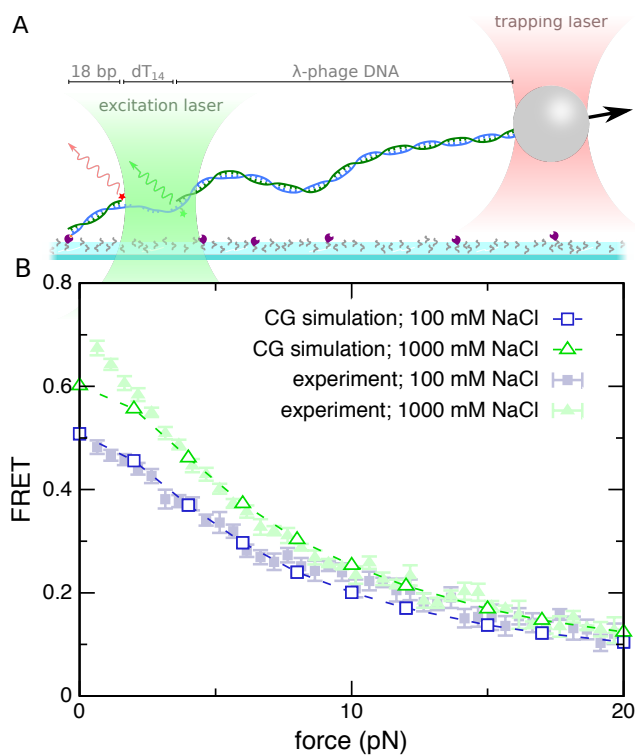 A
trapping laser
18 bp dT₁₄ λ-phage DNA
excitation laser
B
0.8
CG simulation; 100 mM NaCl
CG simulation; 1000 mM NaCl
experiment; 100 mM NaCl
experiment; 1000 mM NaCl
0.6
0.4
0.2
0
FRET
0 10 20
force (pN)